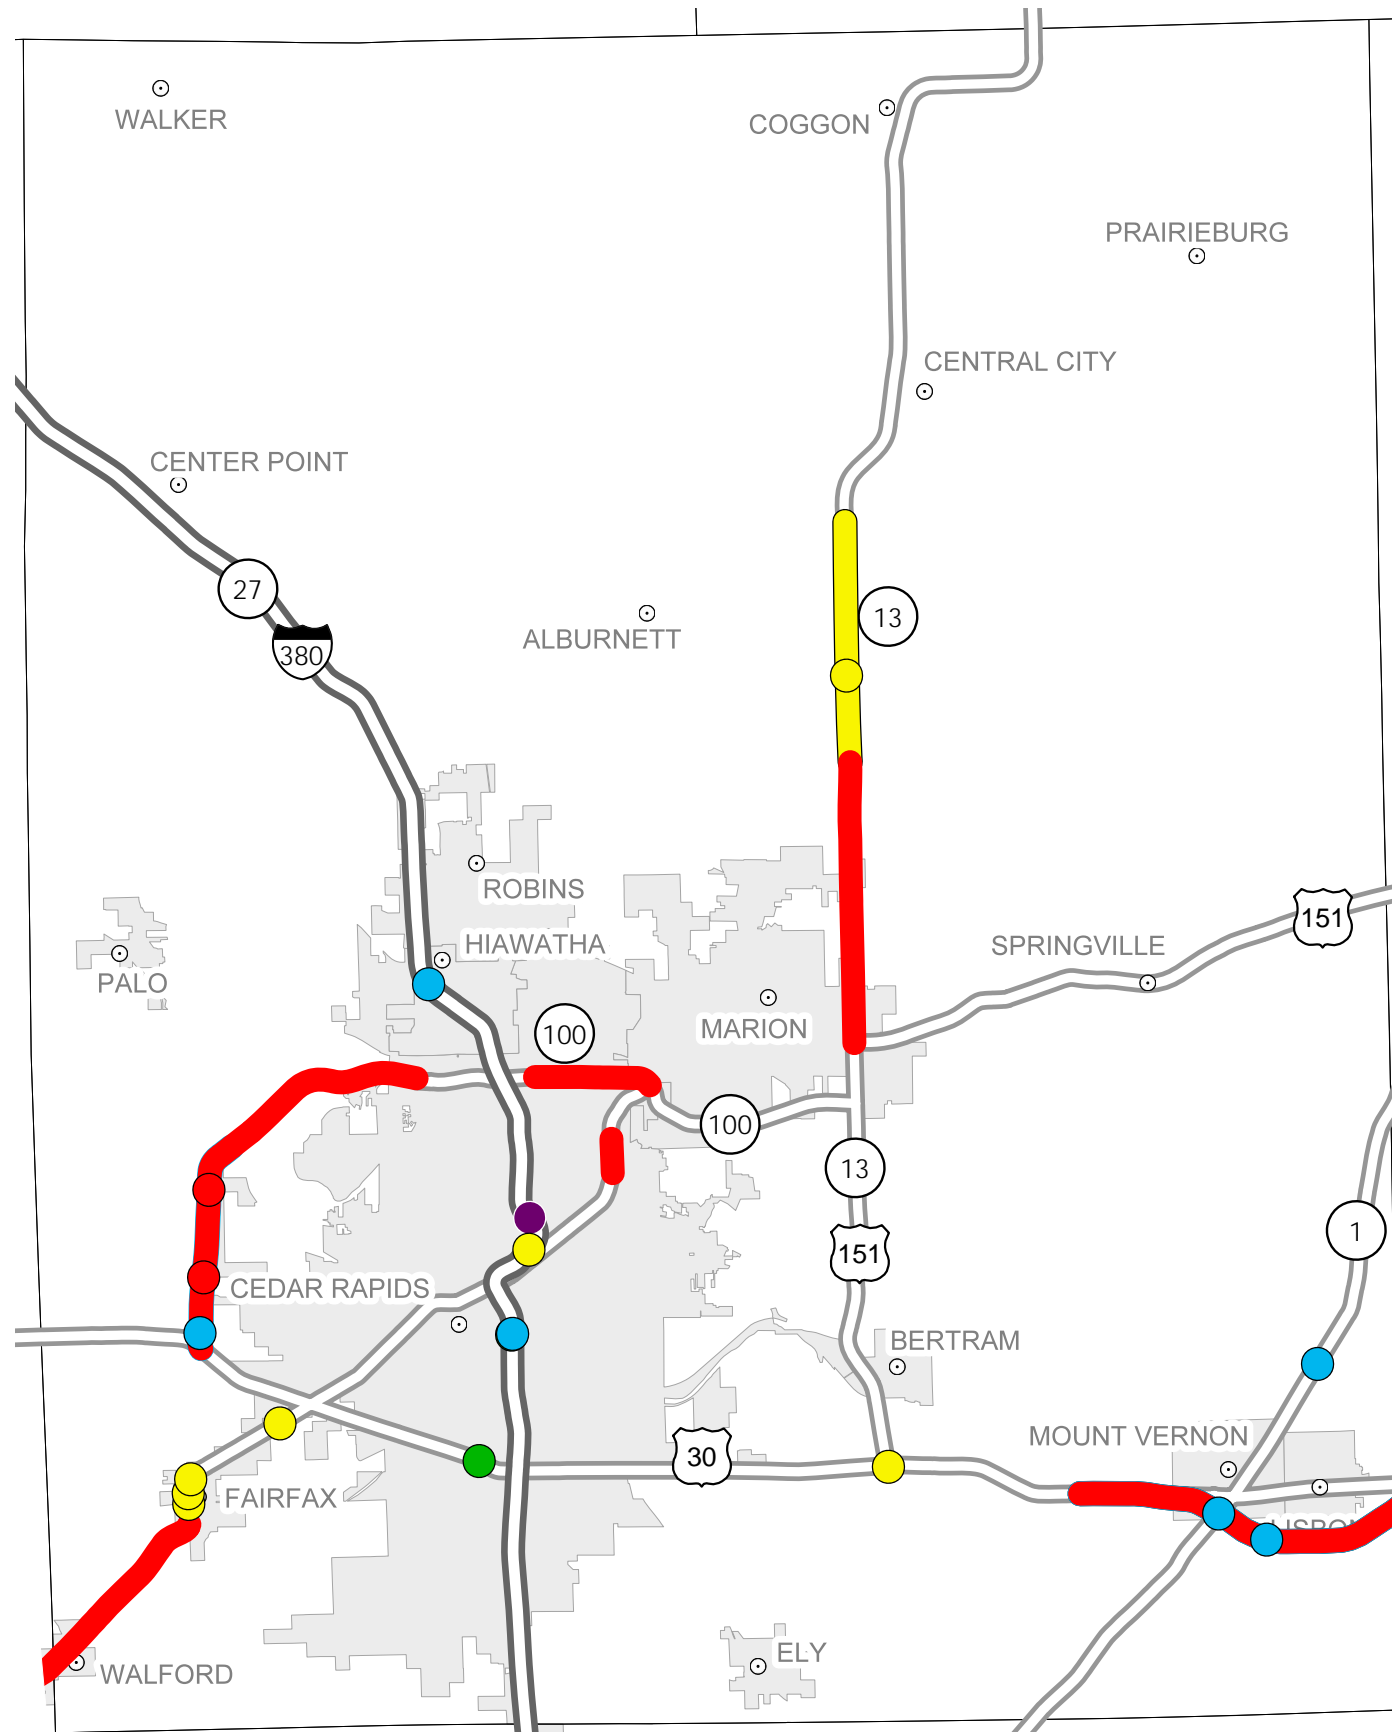 WALKER
COGGON
PRAIRIEBURG
CENTRAL CITY
CENTER POINT
27
13
ALBURNETT
380
ROBINS
151
HIAWATHA
SPRINGVILLE
PALO
MARION
100
100
13
1
151
CEDAR RAPIDS
BERTRAM
MOUNT VERNON
30
FAIRFAX
LISBON
ELY
WALFORD